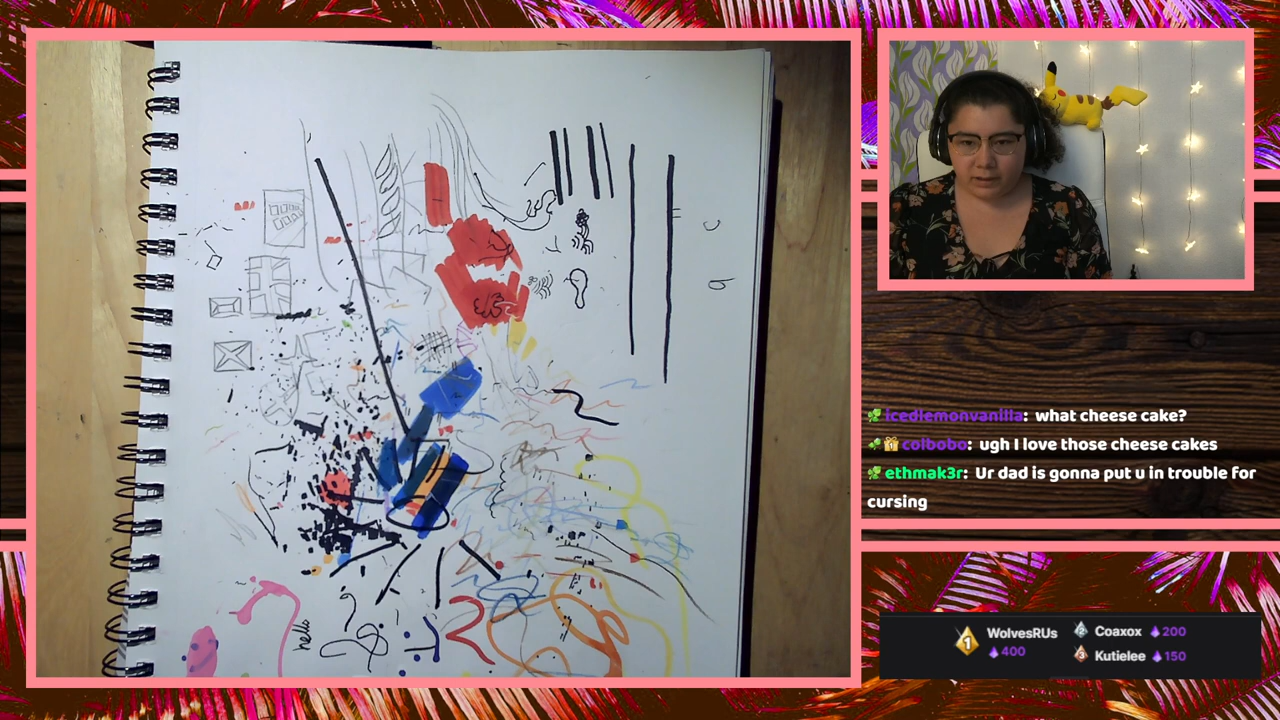 hello
icedlemonvanilla: what cheese cake?
colbobo: ugh I love those cheese cakes
ethmak3r: Ur dad is gonna put u in trouble for
cursing
1 WolvesRUs
400
2 Coaxox 200
3 Kutielee 150